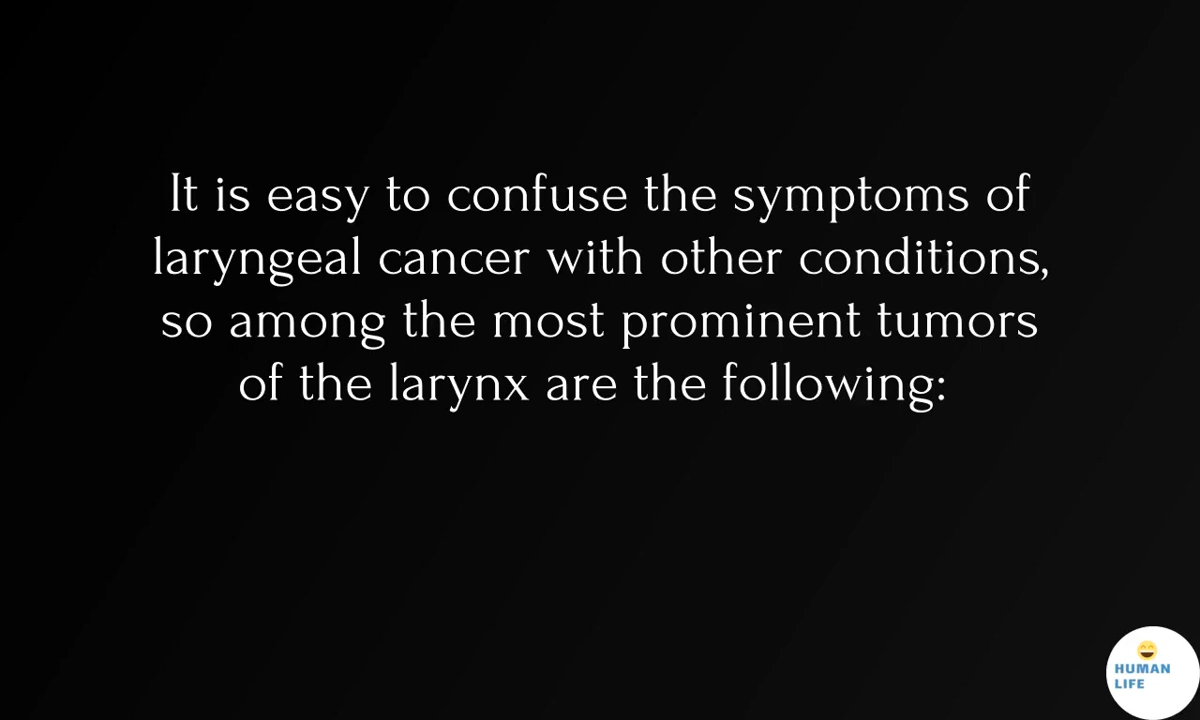 It is easy to confuse the symptoms of
laryngeal cancer with other conditions,
so among the most prominent tumors
of the larynx are the following:
HUMAN
LIFE